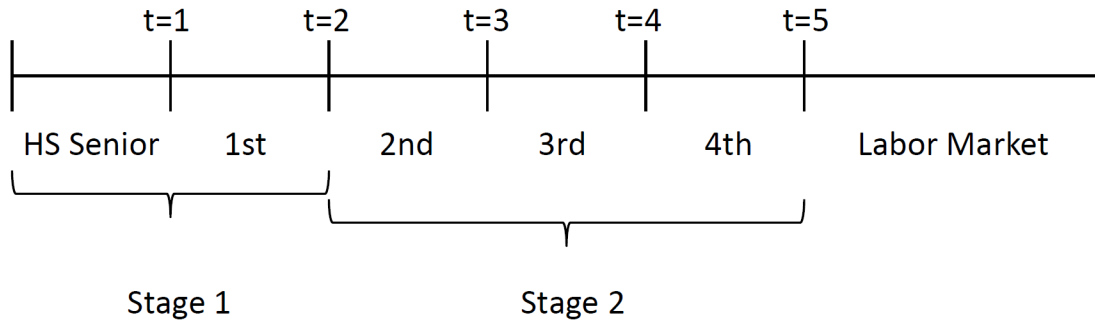 t=1 t=2 t=3 t=4 t=5
HS Senior 1st 2nd 3rd 4th Labor Market
Stage 1 Stage 2